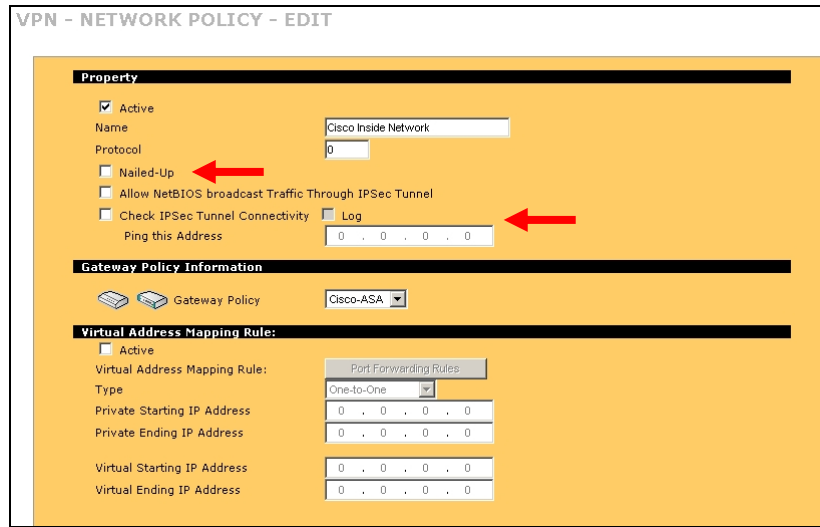 VPN - NETWORK POLICY - EDIT
Property
Active
Name Cisco Inside Network
Protocol 0
Nailed-Up
Allow NetBIOS broadcast Traffic Through IPSec Tunnel
Check IPSec Tunnel Connectivity Log
Ping this Address 0 . 0 . 0 . 0
Gateway Policy Information
Gateway Policy Cisco-ASA
Virtual Address Mapping Rule:
Active
Virtual Address Mapping Rule: Port Forwarding Rules
Type One-to-One
Private Starting IP Address 0 . 0 . 0 . 0
Private Ending IP Address 0 . 0 . 0 . 0
Virtual Starting IP Address 0 . 0 . 0 . 0
Virtual Ending IP Address 0 . 0 . 0 . 0